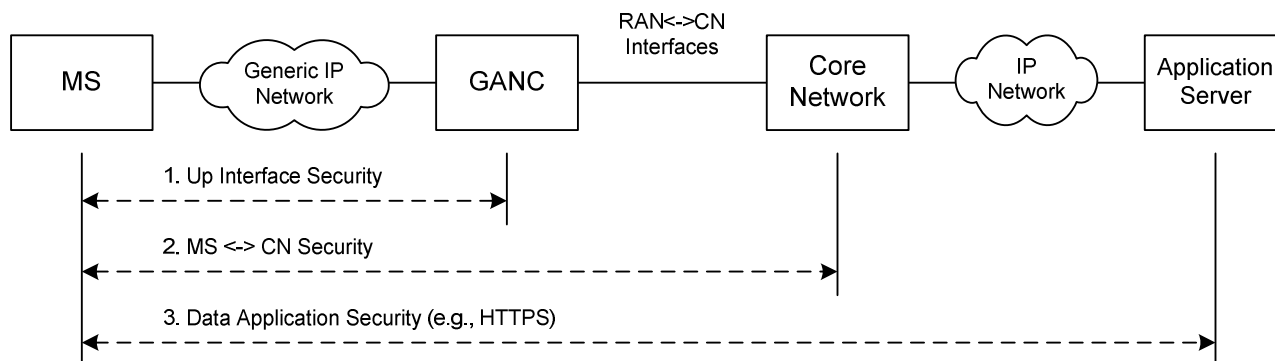 RAN<->CN
Interfaces
MS
Generic IP
Network
GANC
Core
Network
IP
Network
Application
Server
1. Up Interface Security
2. MS <-> CN Security
3. Data Application Security (e.g., HTTPS)